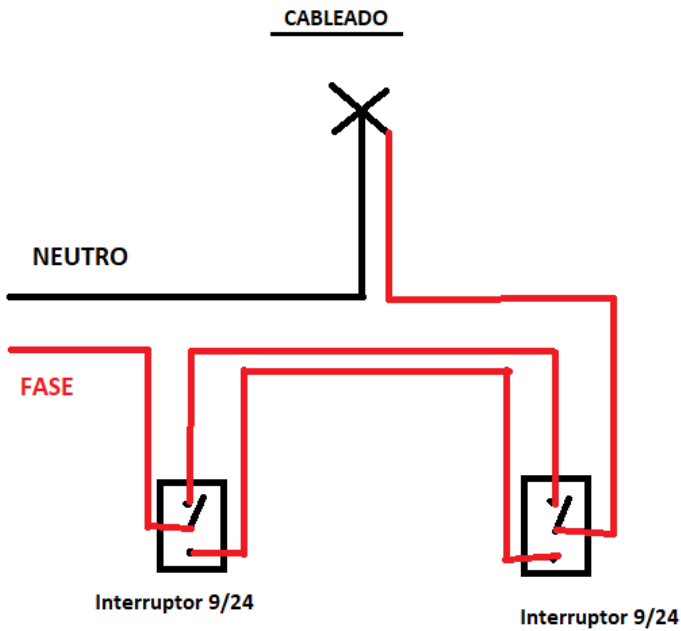 CABLEADO
NEUTRO
FASE
Interruptor 9/24
Interruptor 9/24